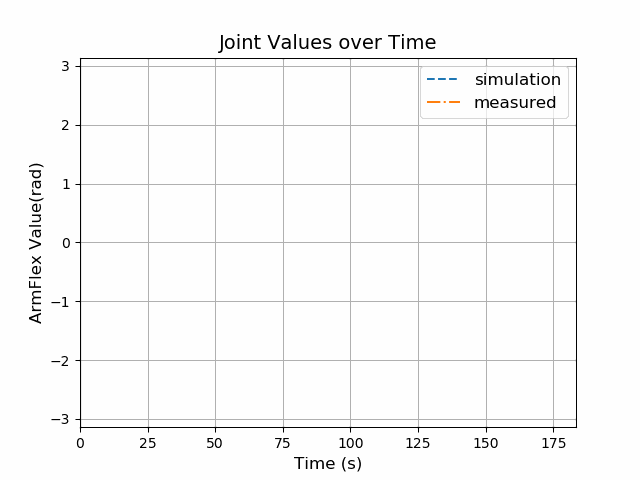 Joint Values over Time
simulation
measured
ArmFlex Value(rad)
3
2
1
0
−1
−2
−3
0 25 50 75 100 125 150 175
Time (s)